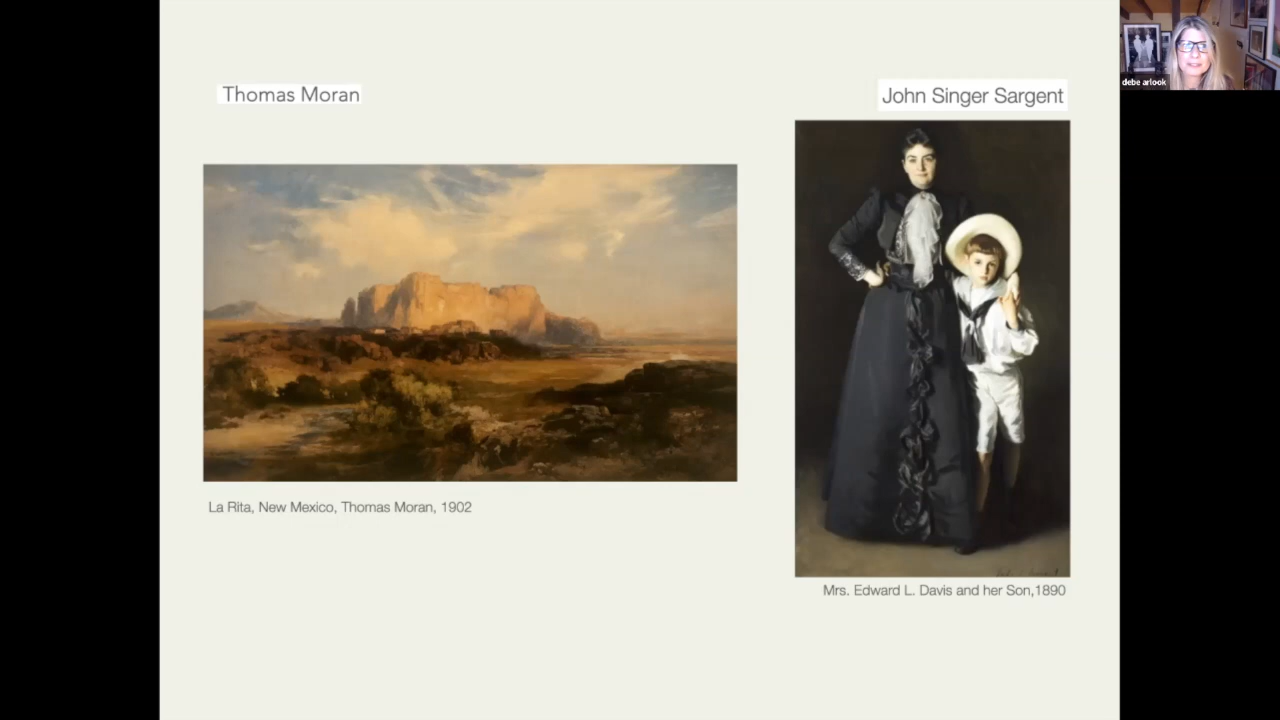 Thomas Moran
John Singer Sargent
debe arlook
La Rita, New Mexico, Thomas Moran, 1902
Mrs. Edward L. Davis and her Son,1890